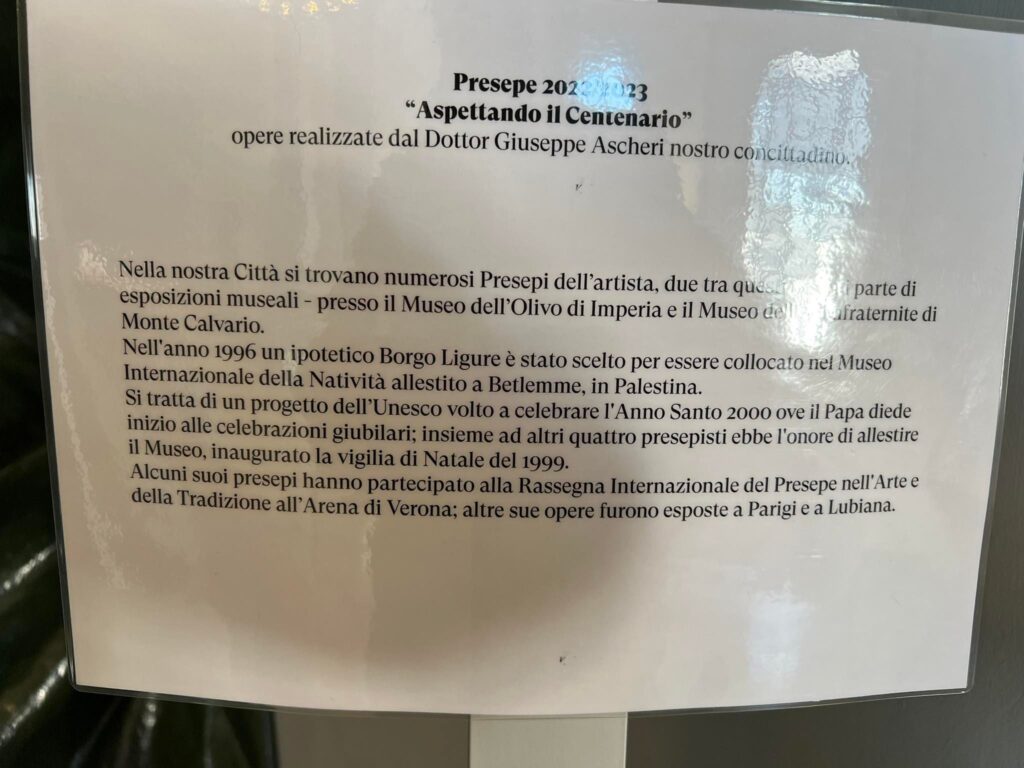 Presepe 2022/2023
“Aspettando il Centenario”
opere realizzate dal Dottor Giuseppe Ascheri nostro concittadino.
Nella nostra Città si trovano numerosi Presepi dell’artista, due tra parte di
esposizioni museali - presso il Museo dell’Olivo di Imperia e il Museo di
Monte Calvario.
Nell'anno 1996 un ipotetico Borgo Ligure è stato scelto per essere collocato nel Museo
Internazionale della Natività allestito a Betlemme, in Palestina.
Si tratta di un progetto dell’Unesco volto a celebrare l'Anno Santo 2000 ove il Papa diede
inizio alle celebrazioni giubilari; insieme ad altri quattro presepisti ebbe l'onore di allestire
il Museo, inaugurato la vigilia di Natale del 1999.
Alcuni suoi presepi hanno partecipato alla Rassegna Internazionale del Presepe nell'Arte e
della Tradizione all’Arena di Verona; altre sue opere furono esposte a Parigi e a Lubiana.